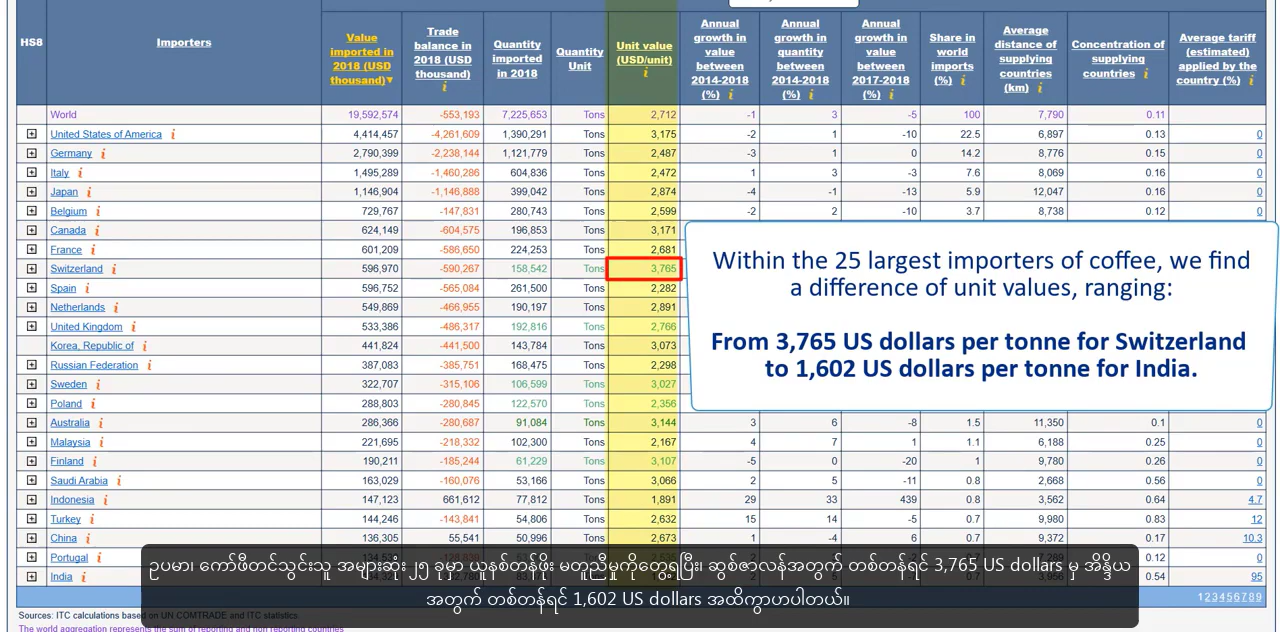 HS8 Importers Value imported in 2018 (USD thousand)▼ Trade balance in 2018 (USD thousand) i Quantity imported in 2018 Quantity Unit Unit value (USD/unit) i Annual growth in value between 2014-2018 (%) i Annual growth in quantity between 2014-2018 (%) i Annual growth in value between 2017-2018 (%) i Share in world imports (%) i Average distance of supplying countries (km) i Concentration of supplying countries i Average tariff (estimated) applied by the country (%) i
World 19,592,574 -553,193 7,225,653 Tons 2,712 -1 3 -5 100 7,790 0.11
United States of America i 4,414,457 -4,261,609 1,390,291 Tons 3,175 -2 1 -10 22.5 6,897 0.13 0
Germany i 2,790,399 -2,238,144 1,121,779 Tons 2,487 -3 1 0 14.2 8,776 0.15 0
Italy i 1,495,289 -1,460,286 604,836 Tons 2,472 1 3 -3 7.6 8,069 0.16 0
Japan i 1,146,904 -1,146,888 399,042 Tons 2,874 -4 -1 -13 5.9 12,047 0.16 0
Belgium i 729,767 -147,831 280,743 Tons 2,599 -2 2 -10 3.7 8,738 0.12 0
Canada i 624,149 -604,575 196,853 Tons 3,171
France i 601,209 -586,650 224,253 Tons 2,681
Switzerland i 596,970 -590,267 158,542 Tons 3,765
Spain i 596,752 -565,084 261,500 Tons 2,282
Netherlands i 549,869 -466,955 190,197 Tons 2,891
United Kingdom i 533,386 -486,317 192,816 Tons 2,766
Korea, Republic of i 441,824 -441,500 143,784 Tons 3,073
Russian Federation i 387,083 -385,751 168,475 Tons 2,298
Sweden i 322,707 -315,106 106,599 Tons 3,027
Poland i 288,803 -280,845 122,570 Tons 2,356
Within the 25 largest importers of coffee, we find
a difference of unit values, ranging:
From 3,765 US dollars per tonne for Switzerland
to 1,602 US dollars per tonne for India.
Australia i 286,366 -280,687 91,084 Tons 3,144 3 6 -8 1.5 11,350 0.1 0
Malaysia i 221,695 -218,332 102,300 Tons 2,167 4 7 1 1.1 6,188 0.25 0
Finland i 190,211 -185,244 61,229 Tons 3,107 -5 0 -20 1 9,780 0.26 0
Saudi Arabia i 163,029 -160,076 53,166 Tons 3,066 2 5 -11 0.8 2,668 0.56 0
Indonesia i 147,123 661,612 77,812 Tons 1,891 29 33 439 0.8 3,562 0.64 4.7
Turkey i 144,246 -143,841 54,806 Tons 2,632 15 14 -5 0.7 9,980 0.83 12
China i 136,305 55,541 50,996 Tons 2,673 1 -4 6 0.7 9,372 0.17 10.3
Portugal i 0.12 0
India i 0.54 95
ဥပမာ၊ ကော်ဖီတင်သွင်းသူ အများဆုံး ၂၅ ခုမှာ ယူနစ်တန်ဖိုး မတူညီမှုကိုတွေ့ရပြီး၊ ဆွစ်ဇာလန်အတွက် တစ်တန်ရင် 3,765 US dollars မှ အိန္ဒိယ
အတွက် တစ်တန်ရင် 1,602 US dollars အထိကွာဟပါတယ်။
1 2 3 4 5 6 7 8 9
Sources: ITC calculations based on UN COMTRADE and ITC statistics
The world aggregation represents the sum of reporting and non reporting countries